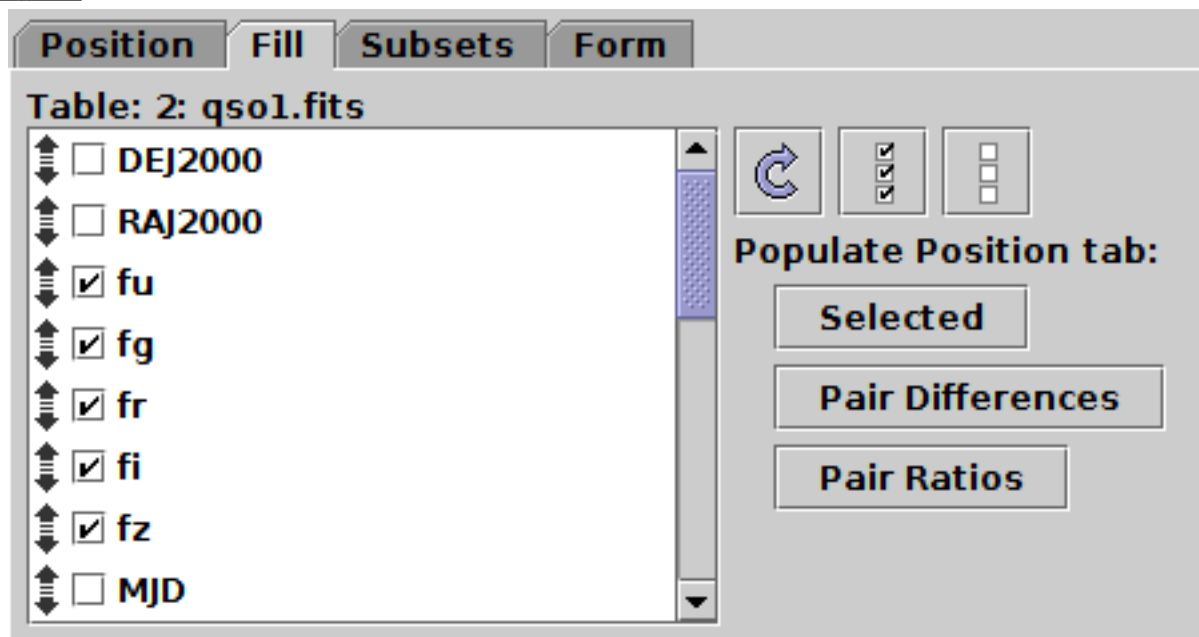 Position Fill Subsets Form
Table: 2: qso1.fits
DEJ2000
RAJ2000
fu
fg
fr
fi
fz
MJD
Populate Position tab:
Selected
Pair Differences
Pair Ratios